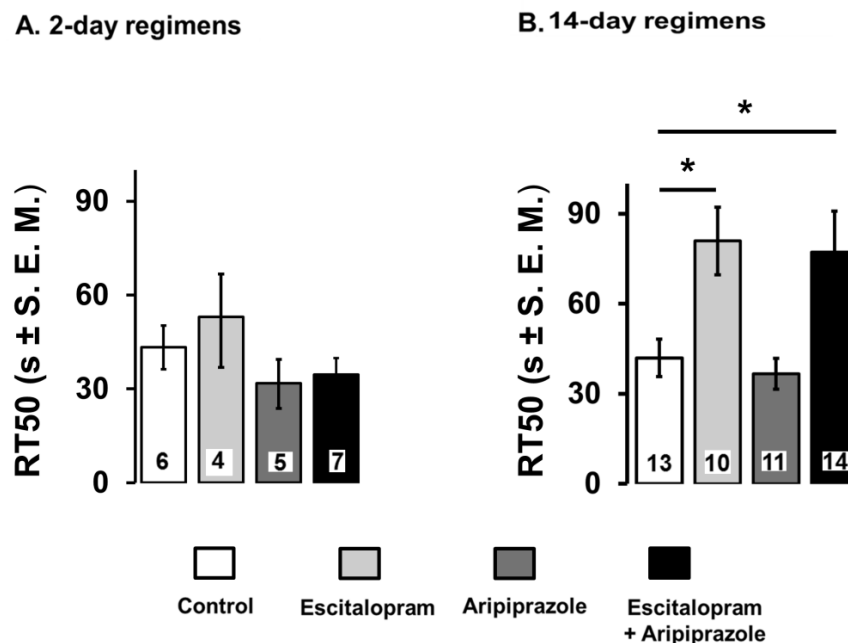 A. 2-day regimens
B. 14-day regimens
*
*
RT50 (s ± S. E. M.)
90
60
30
0
6
4
5
7
RT50 (s ± S. E. M.)
90
60
30
0
13
10
11
14
Control
Escitalopram
Aripiprazole
Escitalopram
+ Aripiprazole